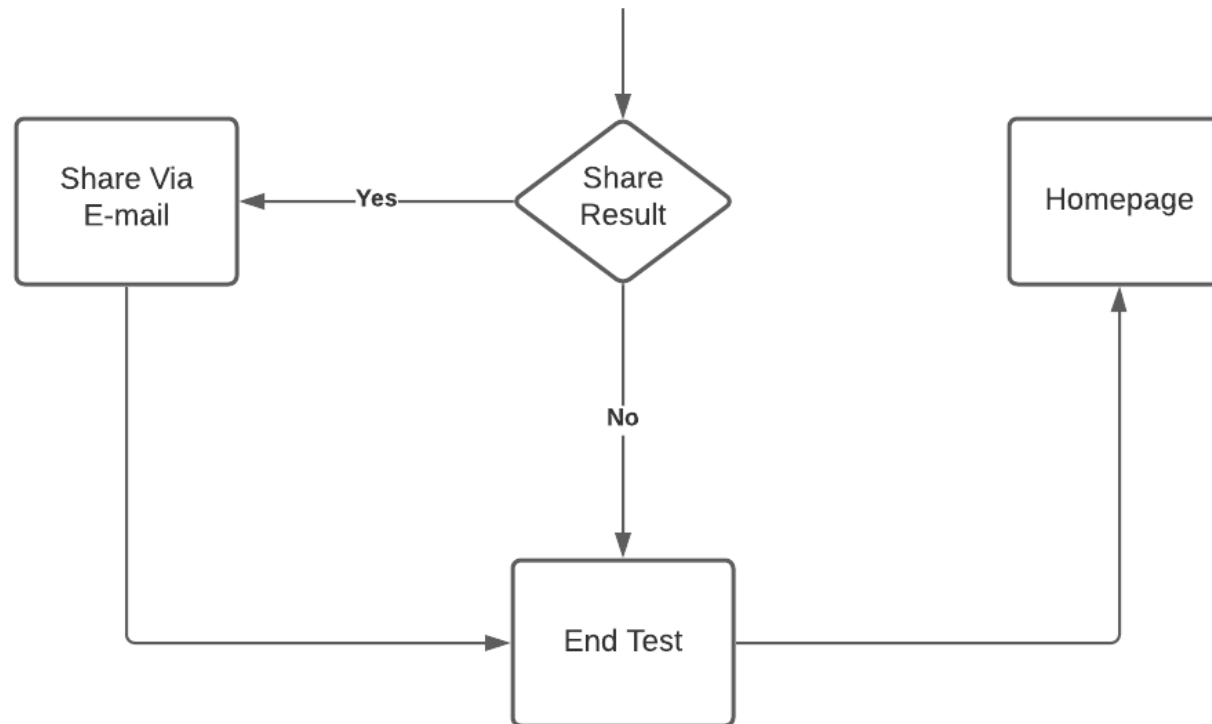 Share Via
E-mail
Yes
Share
Result
Homepage
No
End Test